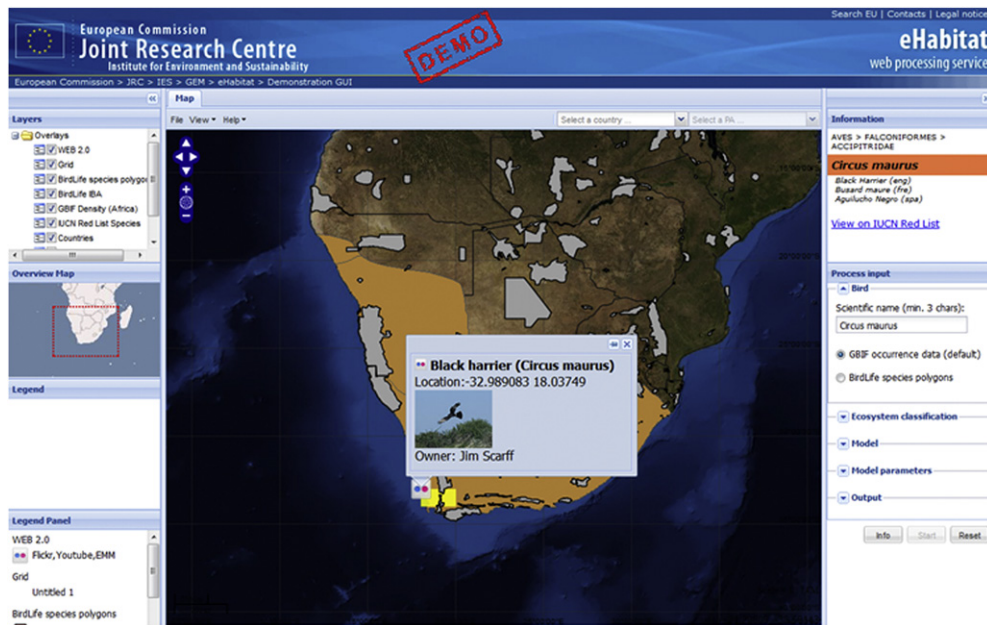 Search EU | Contacts | Legal notice
European Commission
Joint Research Centre
Institute for Environment and Sustainability
DEMO
eHabitat
web processing service
European Commission > JRC > IES > GEM > eHabitat > Demonstration GUI
Map
File View Help
Select a country ...
Select a PA ...
Layers
Overlays
WEB 2.0
Grid
BirdLife species polygon
BirdLife IBA
GBIF Density (Africa)
IUCN Red List Species
Countries
Overview Map
Legend
Legend Panel
WEB 2.0
Flickr,Youtube,EMM
Grid
Untitled 1
BirdLife species polygons
Black harrier (Circus maurus)
Location:-32.989083 18.03749
Owner: Jim Scarff
Information
AVES > FALCONIFORMES >
ACCIPITRIDAE
Circus maurus
Black Harrier (eng)
Busard maure (fre)
Aguilucho Negro (spa)
View on IUCN Red List
Process input
Bird
Scientific name (min. 3 chars):
Circus maurus
GBIF occurrence data (default)
BirdLife species polygons
Ecosystem classification
Model
Model parameters
Output
Info Start Reset